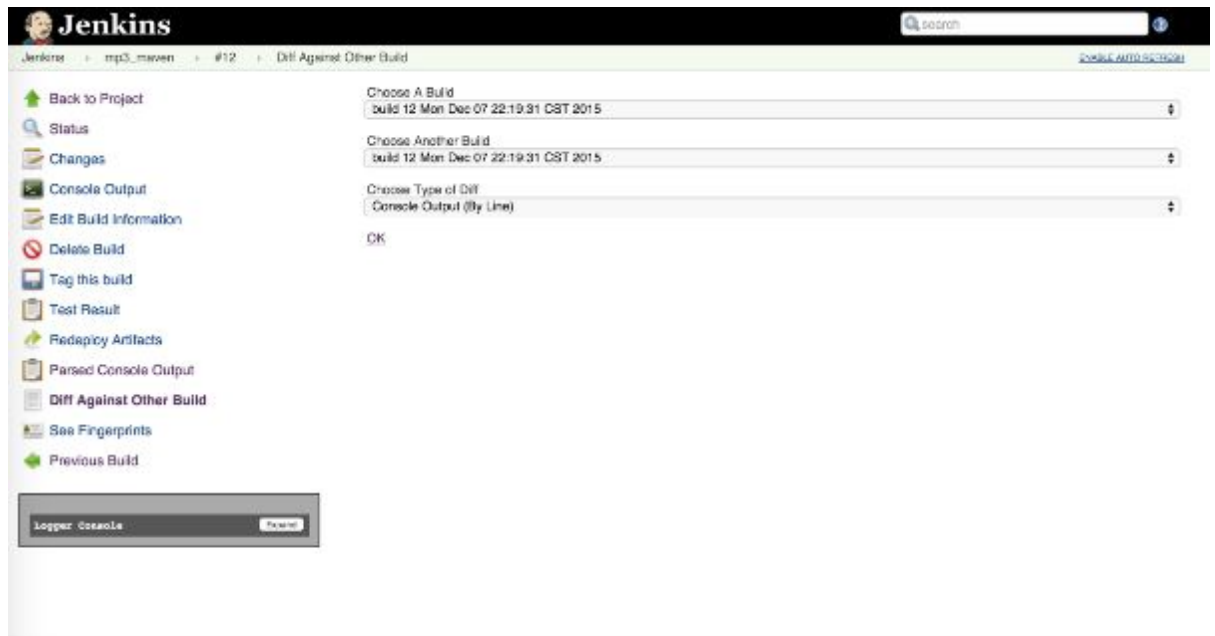 Jenkins
search
Jenkins mp3_maven #12 Diff Against Other Build
ENABLE AUTO REFRESH
Back to Project
Status
Changes
Console Output
Edit Build Information
Delete Build
Tag this build
Test Result
Redeploy Artifacts
Parsed Console Output
Diff Against Other Build
See Fingerprints
Previous Build
Logger Console
Expand
Choose A Build
build 12 Mon Dec 07 22:19:31 CST 2015
Choose Another Build
build 12 Mon Dec 07 22:19:31 CST 2015
Choose Type of Diff
Console Output (By Line)
OK